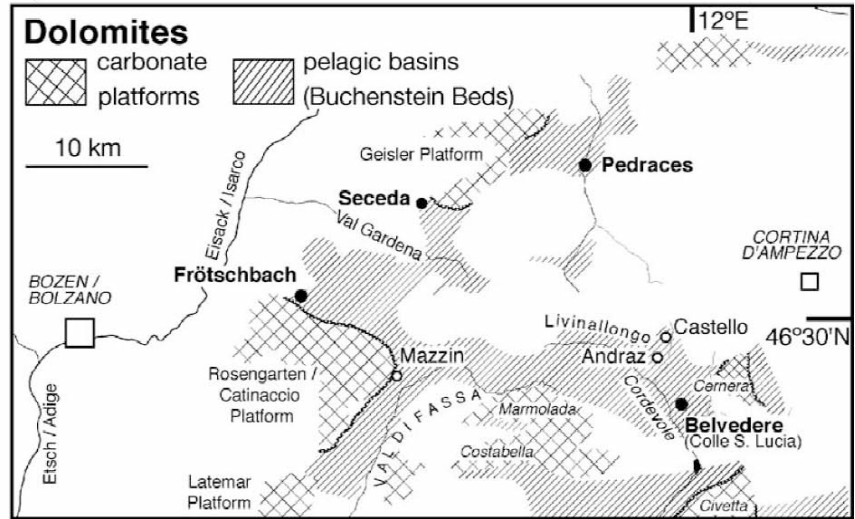 Dolomites
carbonate
platforms
pelagic basins
(Buchenstein Beds)
12ºE
10 km
Geisler Platform
Pedraces
Seceda
Val Gardena
Eisack / Isarco
Frötschbach
CORTINA
D'AMPEZZO
BOZEN /
BOLZANO
46º30'N
Livinallongo
Castello
Andraz
Mazzin
Cernera
Rosengarten /
Catinaccio
Platform
VAL DI FASSA
Marmolada
Cordevole
Belvedere
(Colle S. Lucia)
Costabella
Etsch / Adige
Latemar
Platform
Civetta